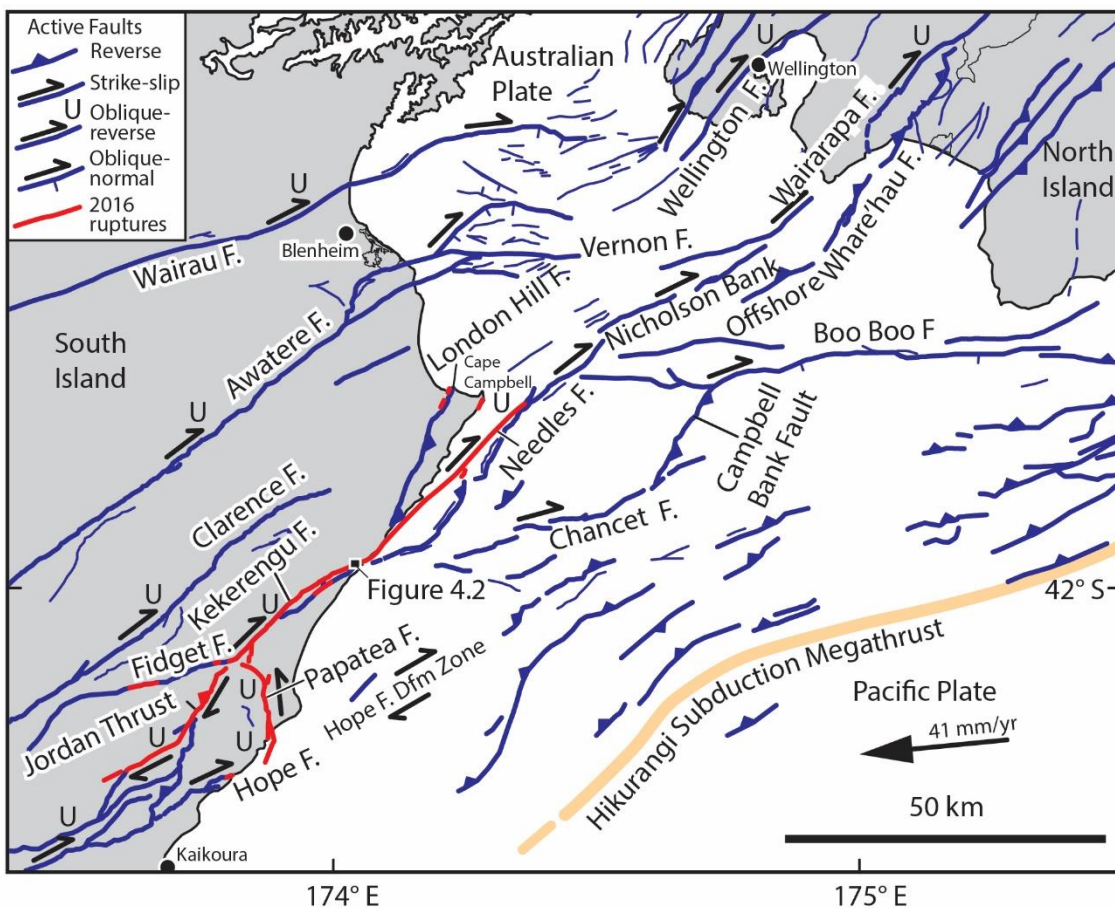 Active Faults
Reverse
Strike-slip
U
Oblique-
reverse
Oblique-
normal
2016
ruptures
Australian
Plate
U
Wellington
U
Wellington F.
Wairarapa F.
North
Island
U
Blenheim
Wairau F.
Vernon F.
Offshore Whare'hau F.
Nicholson Bank
London Hill F.
Boo Boo F
South
Island
Awatere F.
Cape
Campbell
U
Needles F.
Campbell
Bank Fault
U
Clarence F.
Chancet F.
Kekerengu F.
Figure 4.2
42° S
U
U
Fidget F.
Papatea F.
Hope F. Dfm Zone
Hikurangi Subduction Megathrust
Pacific Plate
41 mm/yr
Jordan Thrust
U
U
U
Hope F.
U
50 km
Kaikoura
174° E
175° E